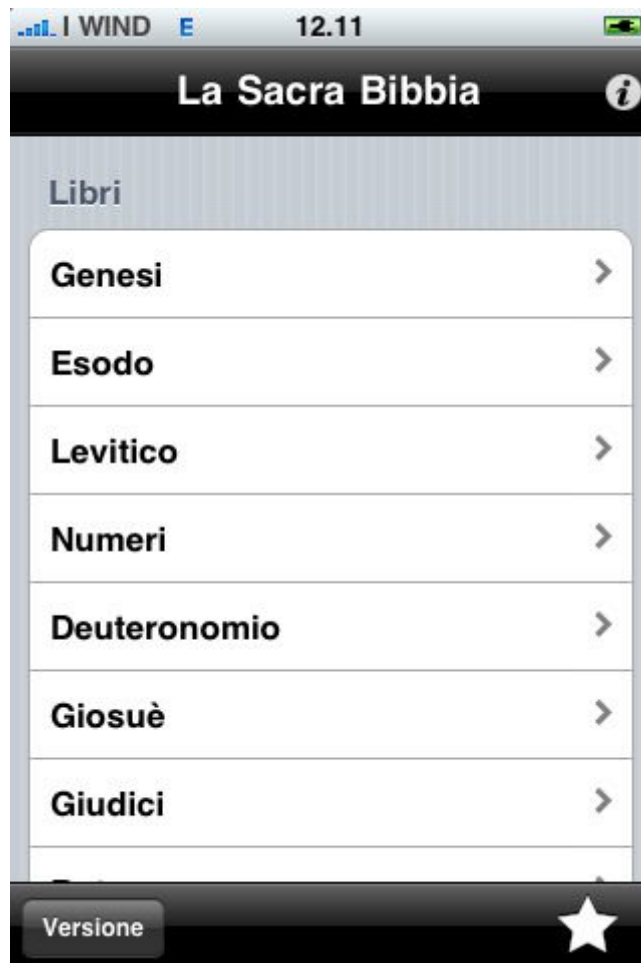 I WIND E 12.11
La Sacra Bibbia
Libri
Genesi
Esodo
Levitico
Numeri
Deuteronomio
Giosuè
Giudici
Versione